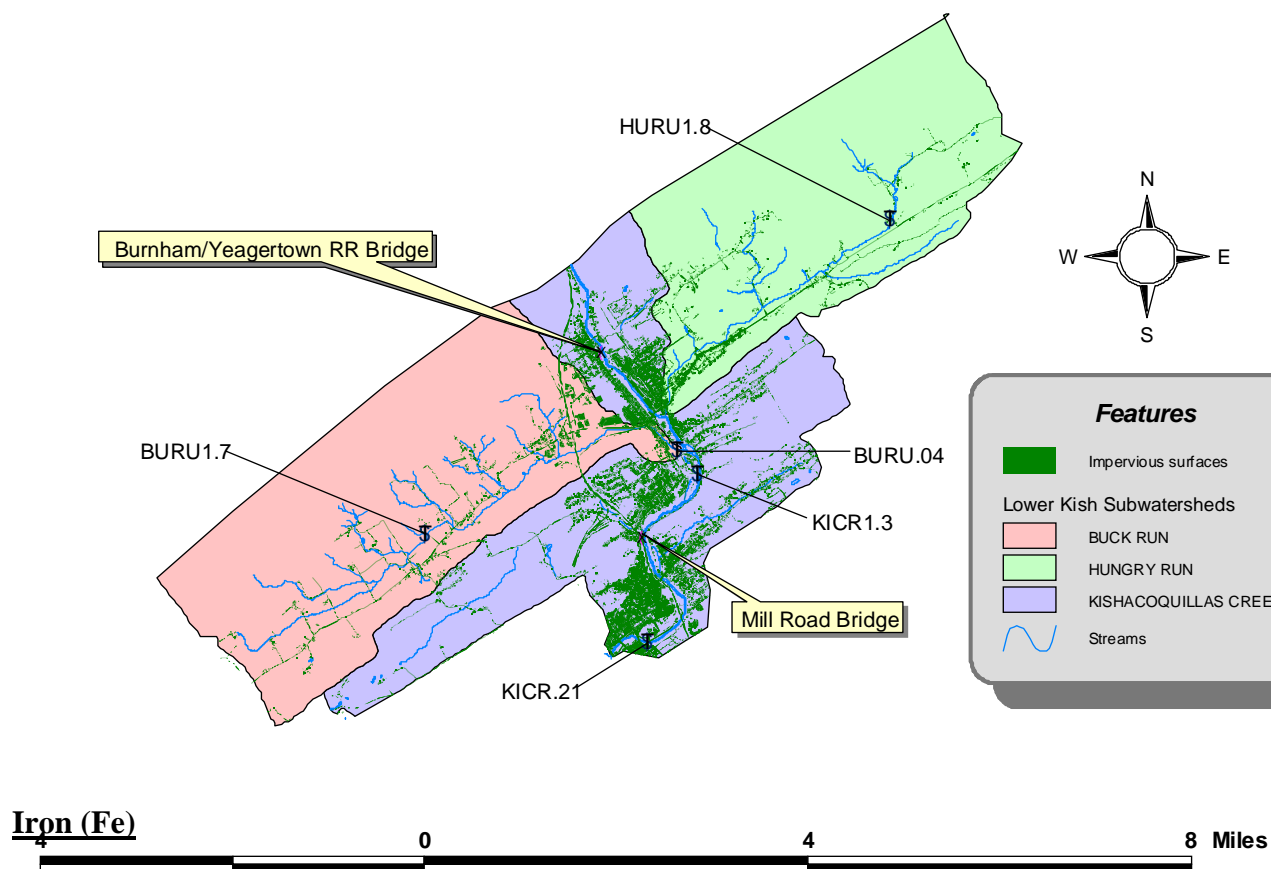 HURU1.8
N
Burnham/Yeagertown RR Bridge
W
E
S
Features
Impervious surfaces
BURU1.7
BURU.04
Lower Kish Subwatersheds
KICR1.3
BUCK RUN
HUNGRY RUN
KISHACOQUILLAS CREE
Mill Road Bridge
Streams
KICR.21
Iron (Fe)
4 0 4 8 Miles